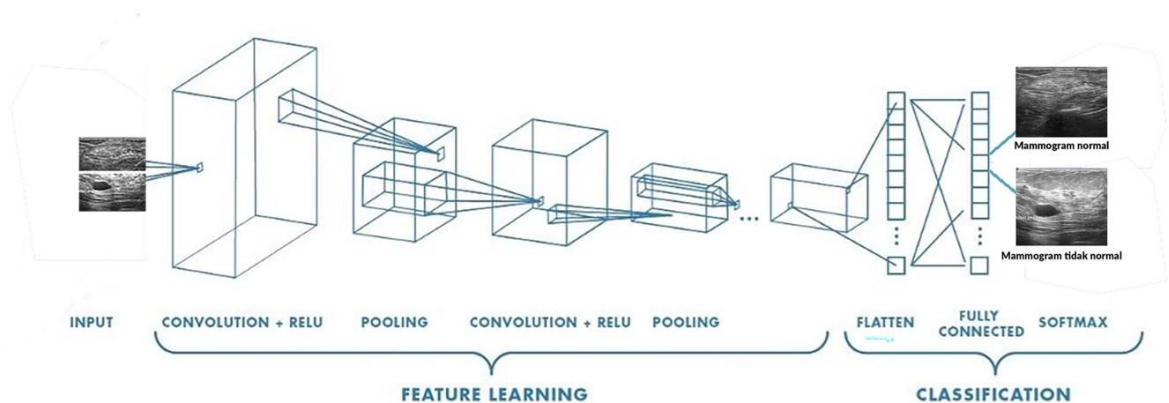 Mammogram normal
Mammogram tidak normal
INPUT
CONVOLUTION + RELU
POOLING
CONVOLUTION + RELU
POOLING
FLATTEN
FULLY
CONNECTED
SOFTMAX
FEATURE LEARNING
CLASSIFICATION